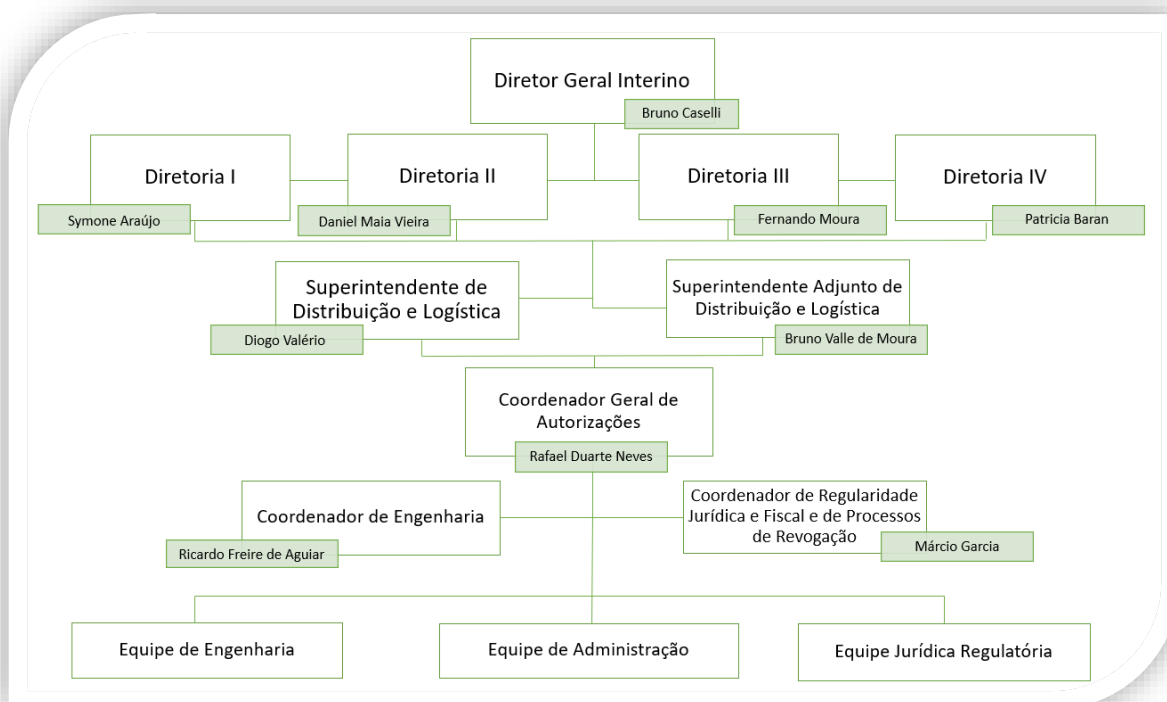 Diretor Geral Interino
Bruno Caselli
Diretoria I
Symone Araújo
Diretoria II
Daniel Maia Vieira
Diretoria III
Fernando Moura
Diretoria IV
Patricia Baran
Superintendente de
Distribuição e Logística
Diogo Valério
Superintendente Adjunto de
Distribuição e Logística
Bruno Valle de Moura
Coordenador Geral de
Autorizações
Rafael Duarte Neves
Coordenador de Engenharia
Ricardo Freire de Aguiar
Coordenador de Regularidade
Jurídica e Fiscal e de Processos
de Revogação
Márcio Garcia
Equipe de Engenharia
Equipe de Administração
Equipe Jurídica Regulatória